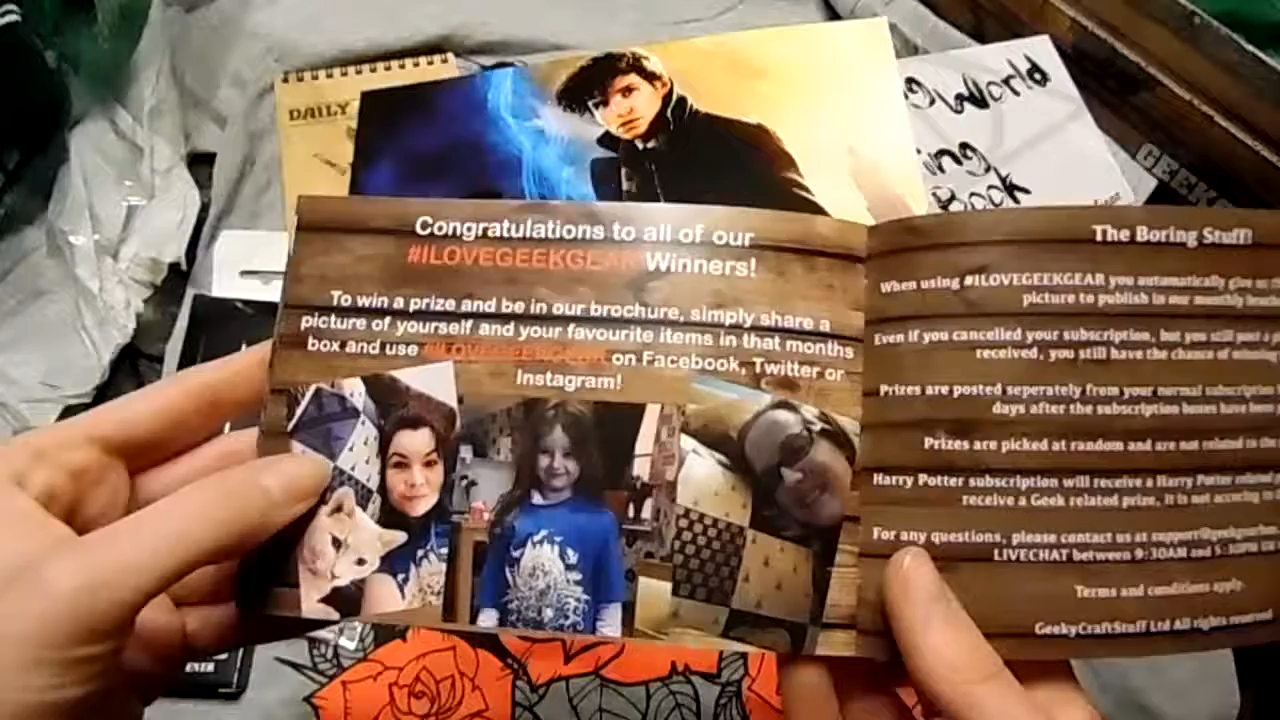 DAILY
World
ing
Book
GEEK
Congratulations to all of our
#ILOVEGEEKGEAR Winners!
To win a prize and be in our brochure, simply share a
picture of yourself and your favourite items in that months
box and use #ILOVEGEEKGEAR on Facebook, Twitter or
Instagram!
The Boring Stuff!
When using #ILOVEGEEKGEAR you automatically give us
picture to publish in our monthly
Even if you cancelled your subscription, but you still post a
received, you still have the chance of
Prizes are posted seperately from your normal subscription
days after the subscription boxes have been
Prizes are picked at random and are not related to the
Harry Potter subscription will receive a Harry Potter related
receive a Geek related prize. It is not
For any questions, please contact us at
LIVECHAT between 9:30AM and 5:30PM
Terms and conditions apply.
GeekyCraftStuff Ltd All rights reserved